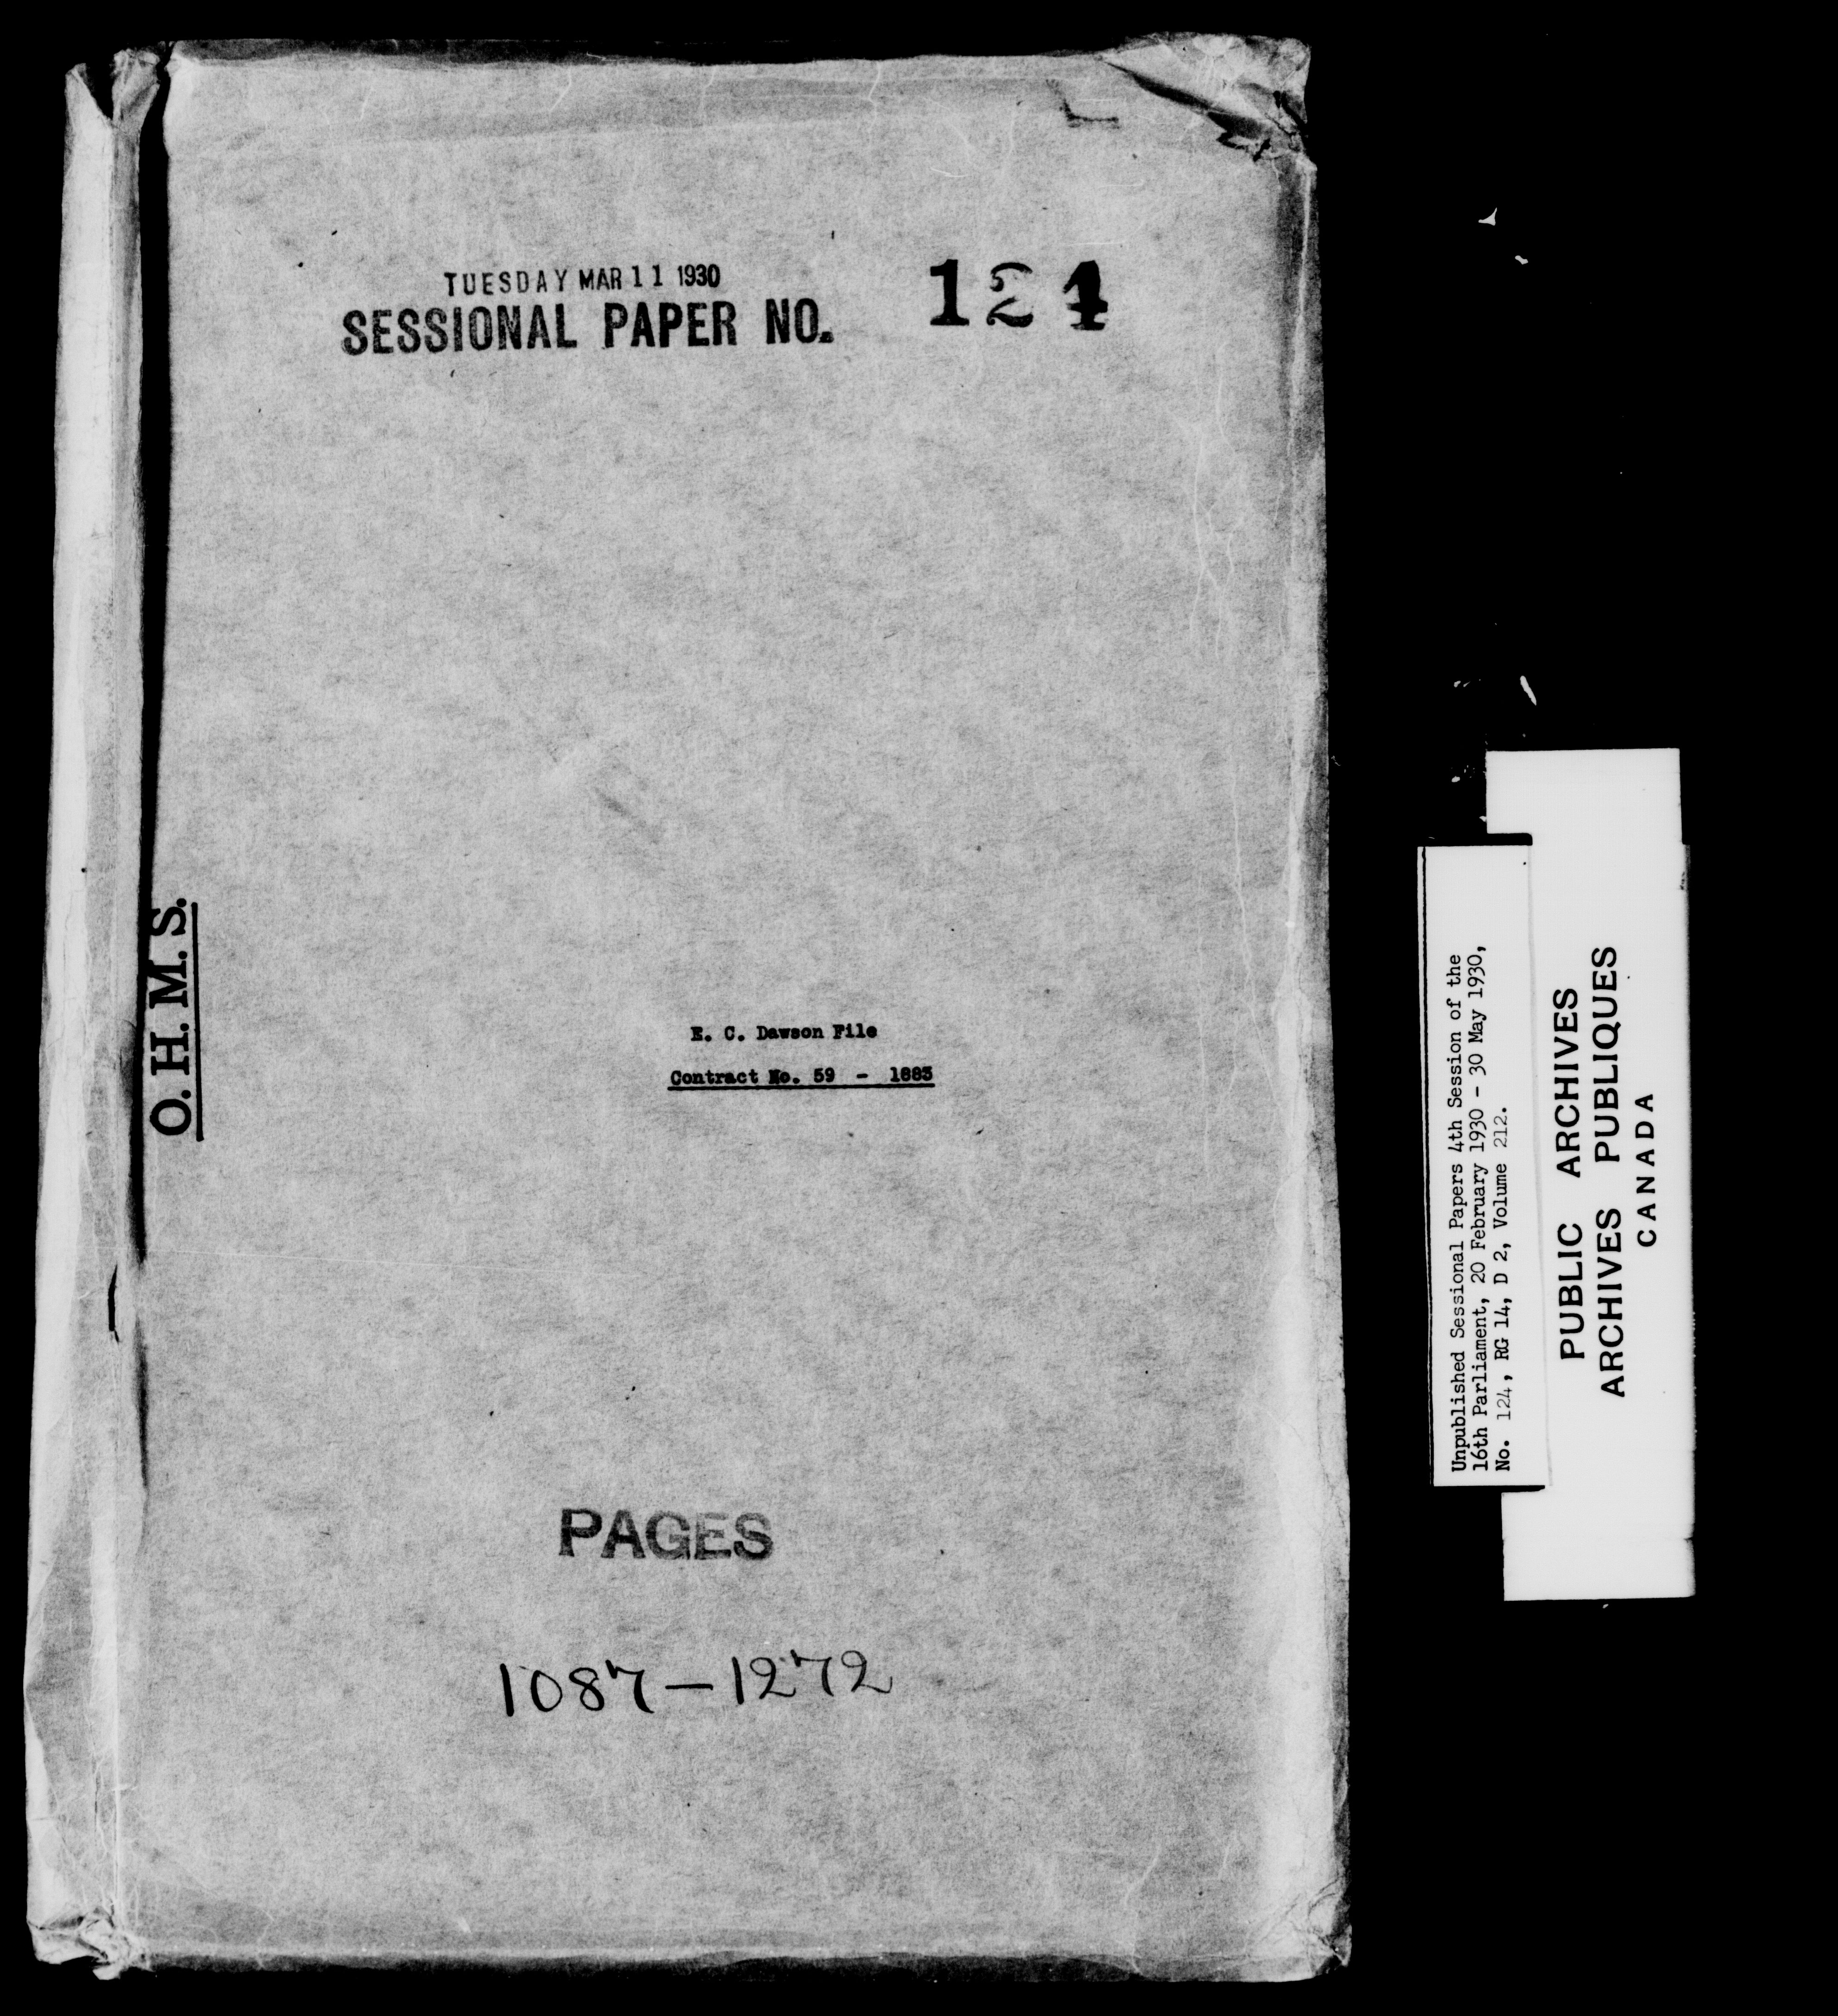 TUESDAY MAR 11 1930
SESSIONAL PAPER NO. 124
O. H. M. S.
E. C. Dawson File
Contract No. 59 - 1883
PAGES
1087-1272
Unpublished Sessional Papers 4th Session of the
16th Parliament, 20 February 1930 - 30 May 1930,
No. 124, RG 14, D 2, Volume 212.
PUBLIC ARCHIVES
ARCHIVES PUBLIQUES
CANADA